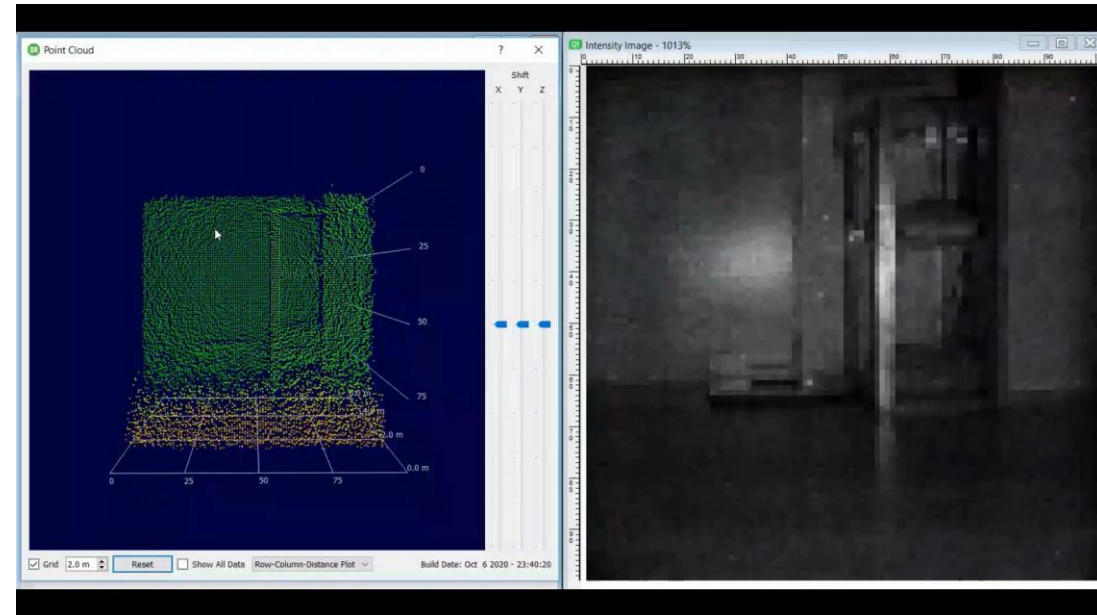 Point Cloud
? ×
Shift
X Y Z
0
25
50
75
2.0 m
0.0 m
0 25 50 75
Grid 2.0 m Reset Show All Data Row-Column-Distance Plot Build Date: Oct 6 2020 - 23:40:20
Intensity Image - 1013%
0 10 20 30 40 50 60 70 80 90